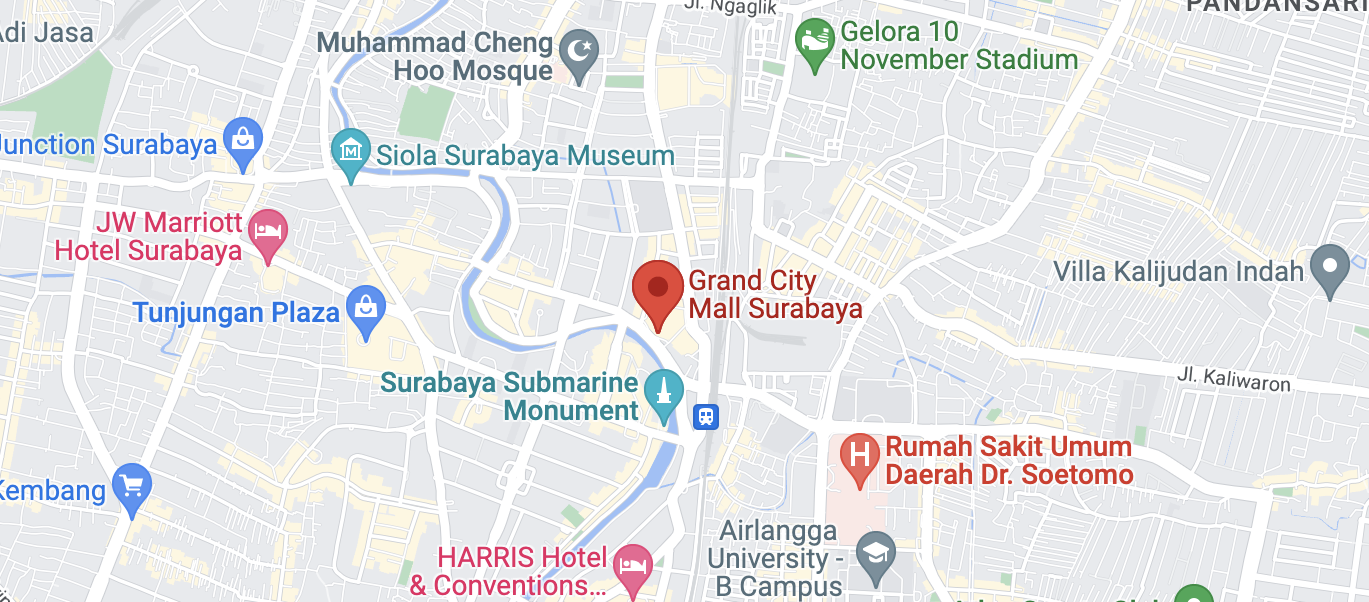 Jl. Ngaglik
PANDANSARI
Adi Jasa
Muhammad Cheng
Hoo Mosque
Gelora 10
November Stadium
Junction Surabaya
Siola Surabaya Museum
JW Marriott
Hotel Surabaya
Grand City
Mall Surabaya
Villa Kalijudan Indah
Tunjungan Plaza
Surabaya Submarine
Monument
Jl. Kaliwaron
H
Rumah Sakit Umum
Daerah Dr. Soetomo
Kembang
Airlangga
University -
B Campus
HARRIS Hotel
& Conventions...